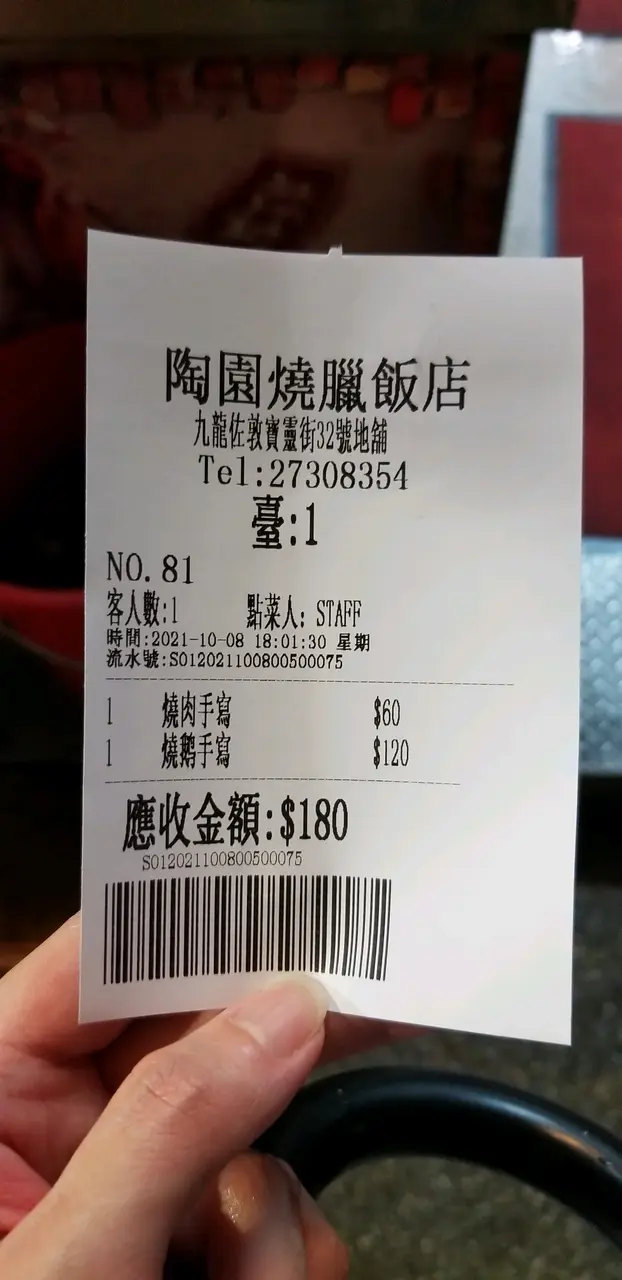 陶園燒臘飯店
九龍佐敦寶靈街32號地舖
Tel:27308354
臺:1
NO. 81
客人數:1 點菜人: STAFF
時間:2021-10-08 18:01:30 星期
流水號:S012021100800500075
1 燒肉手寫 $60
1 燒鵝手寫 $120
應收金額:$180
S012021100800500075